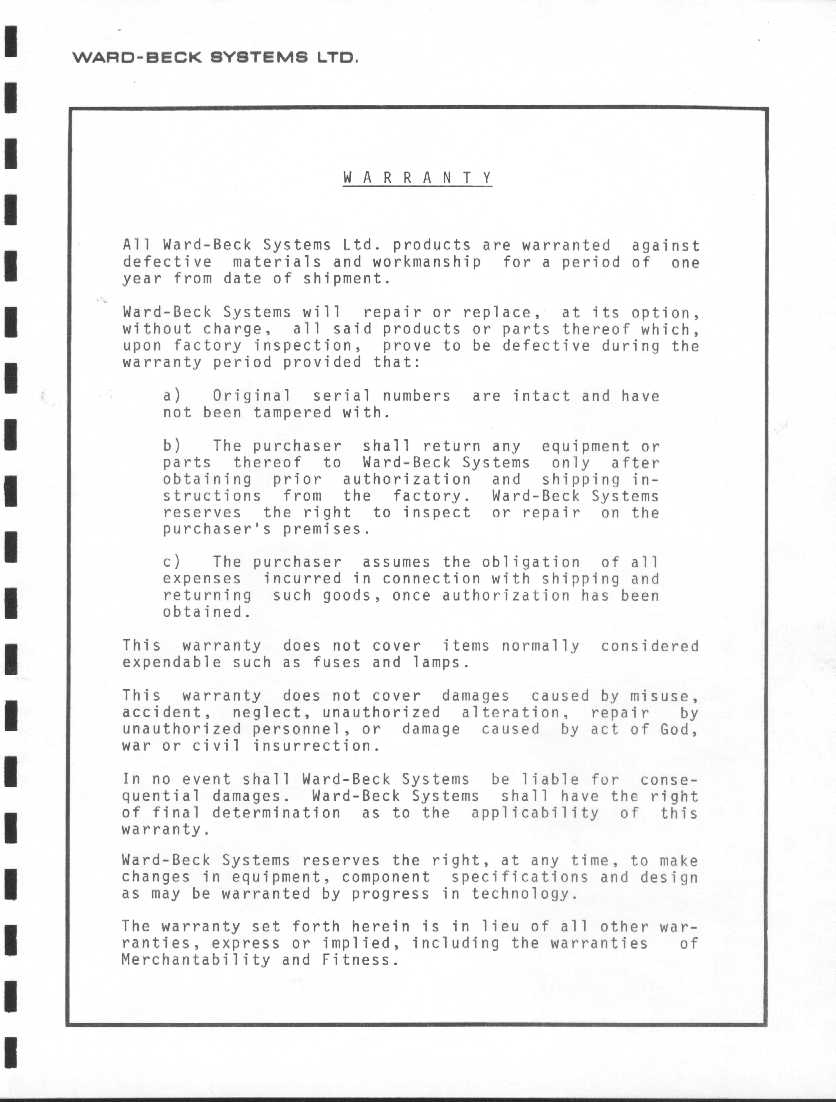 WARD-BECK SYSTEMS LTD.
WARRANTY
All Ward-Beck Systems Ltd. products are warranted against
defective materials and workmanship for a period of one
year from date of shipment.
Ward-Beck Systems will repair or replace, at its option,
without charge, all said products or parts thereof which,
upon factory inspection, prove to be defective during the
warranty period provided that:
a) Original serial numbers are intact and have
not been tampered with.
b) The purchaser shall return any equipment or
parts thereof to Ward-Beck Systems only after
obtaining prior authorization and shipping in-
structions from the factory. Ward-Beck Systems
reserves the right to inspect or repair on the
purchaser's premises.
c) The purchaser assumes the obligation of all
expenses incurred in connection with shipping and
returning such goods, once authorization has been
obtained.
This warranty does not cover items normally considered
expendable such as fuses and lamps.
This warranty does not cover damages caused by misuse,
accident, neglect, unauthorized alteration, repair by
unauthorized personnel, or damage caused by act of God,
war or civil insurrection.
In no event shall Ward-Beck Systems be liable for conse-
quential damages. Ward-Beck Systems shall have the right
of final determination as to the applicability of this
warranty.
Ward-Beck Systems reserves the right, at any time, to make
changes in equipment, component specifications and design
as may be warranted by progress in technology.
The warranty set forth herein is in lieu of all other war-
ranties, express or implied, including the warranties of
Merchantability and Fitness.